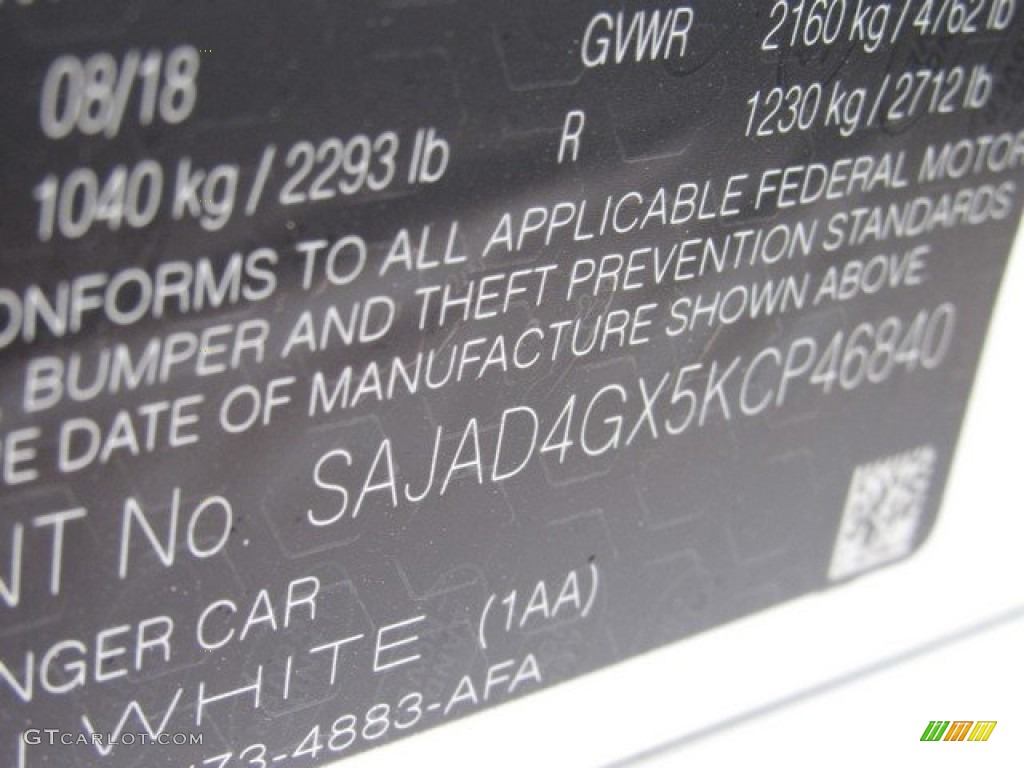 08/18 GVWR 2160 kg / 4762 lb
1040 kg / 2293 lb R 1230 kg / 2712 lb
ONFORMS TO ALL APPLICABLE FEDERAL MOTOR
BUMPER AND THEFT PREVENTION STANDARDS
E DATE OF MANUFACTURE SHOWN ABOVE
NT No. SAJAD4GX5KCP46840
NGER CAR
WHITE (1AA)
73-4883-AFA
GTCARLOT.COM